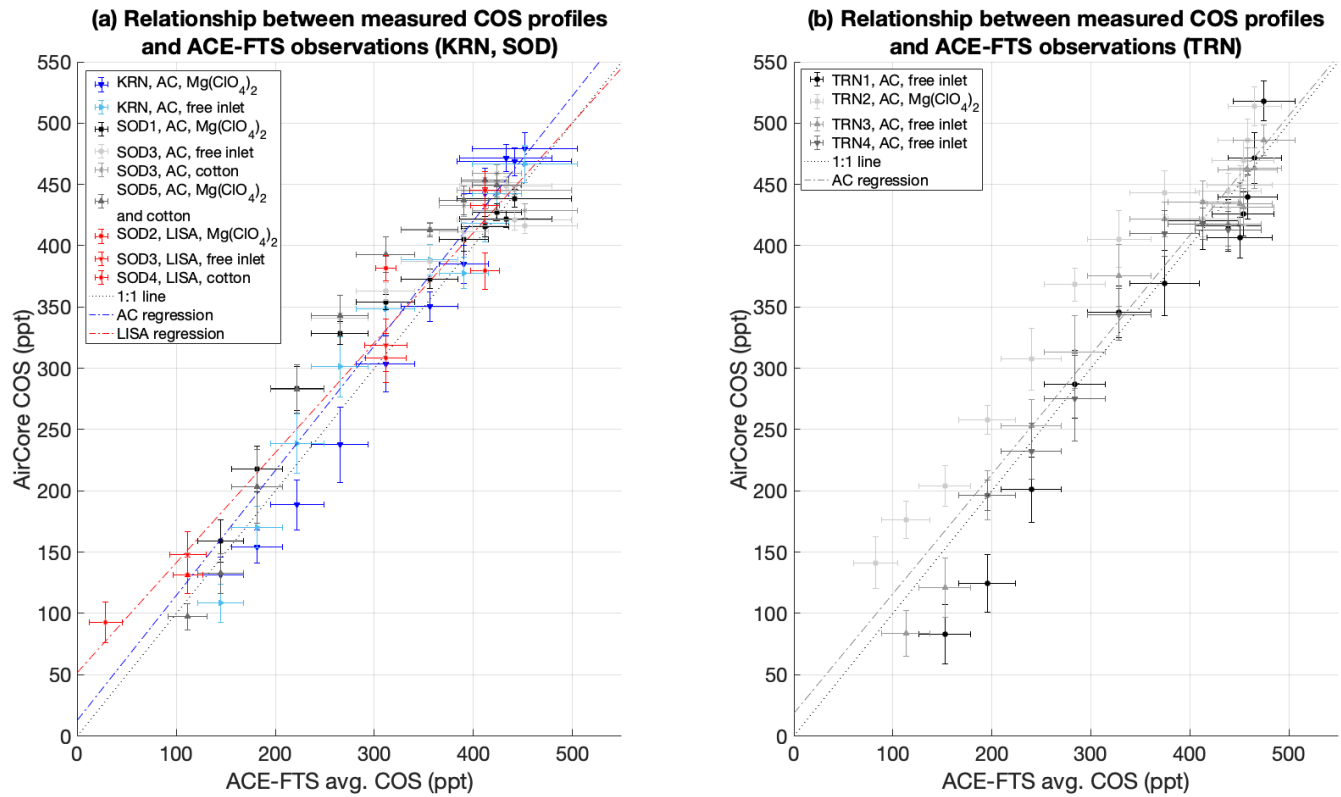 (a) Relationship between measured COS profiles
and ACE-FTS observations (KRN, SOD)
550
500
450
400
350
300
250
200
150
100
50
0
AirCore COS (ppt)
KRN, AC, Mg(ClO4)2
KRN, AC, free inlet
SOD1, AC, Mg(ClO4)2
SOD3, AC, free inlet
SOD3, AC, cotton
SOD5, AC, Mg(ClO4)2
and cotton
SOD2, LISA, Mg(ClO4)2
SOD3, LISA, free inlet
SOD4, LISA, cotton
1:1 line
AC regression
LISA regression
0 100 200 300 400 500
ACE-FTS avg. COS (ppt)
(b) Relationship between measured COS profiles
and ACE-FTS observations (TRN)
550
500
450
400
350
300
250
200
150
100
50
0
AirCore COS (ppt)
TRN1, AC, free inlet
TRN2, AC, Mg(ClO4)2
TRN3, AC, free inlet
TRN4, AC, free inlet
1:1 line
AC regression
0 100 200 300 400 500
ACE-FTS avg. COS (ppt)